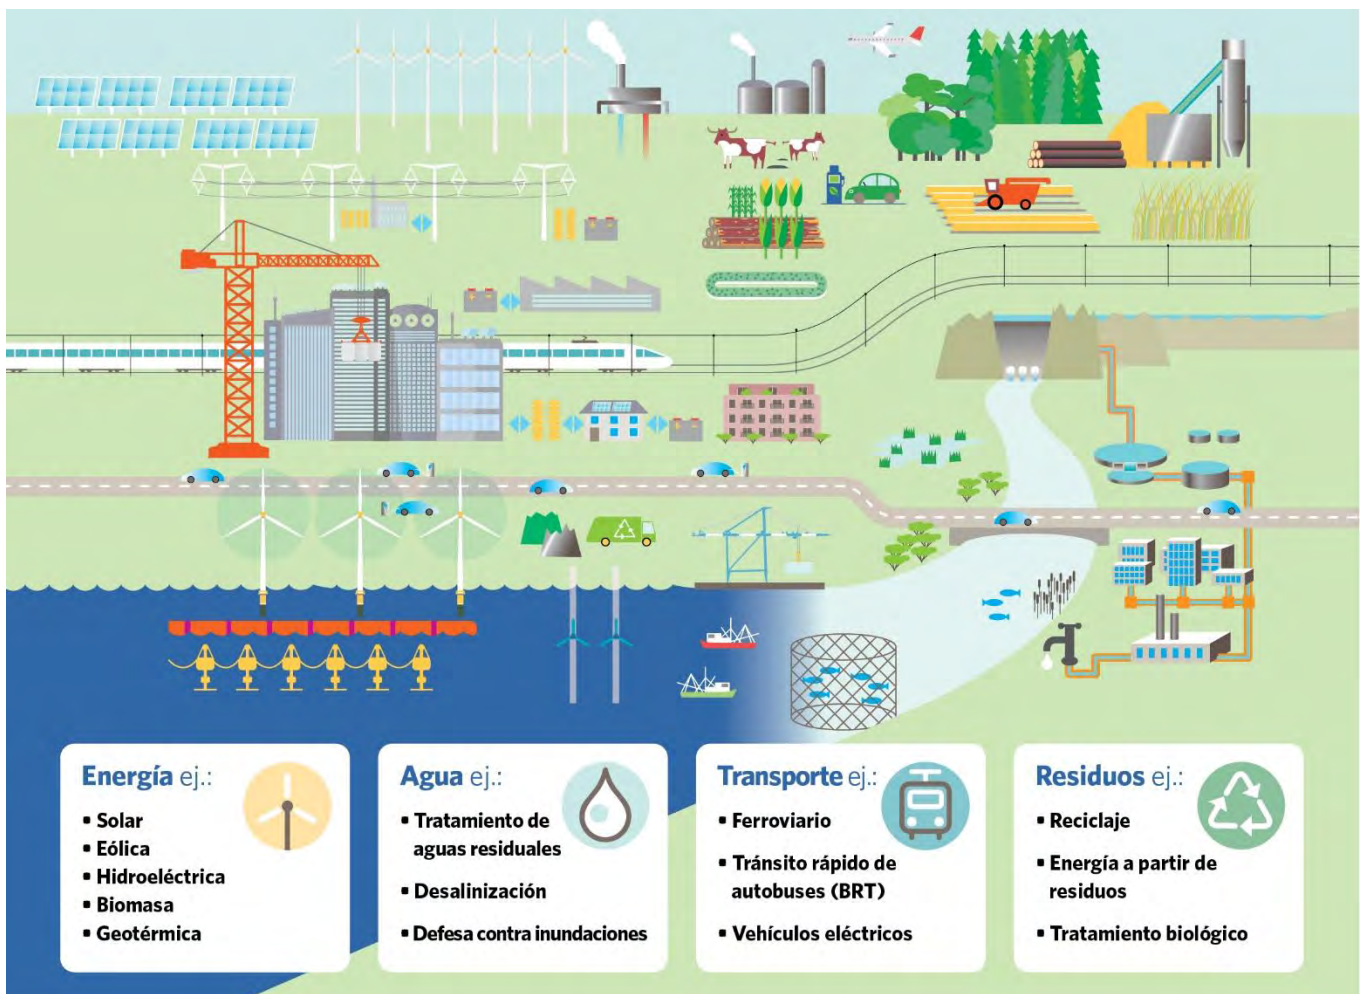 Energía ej.:
▪ Solar
▪ Eólica
▪ Hidroeléctrica
▪ Biomasa
▪ Geotérmica
Agua ej.:
▪ Tratamiento de
aguas residuales
▪ Desalinización
▪ Defesa contra inundaciones
Transporte ej.:
▪ Ferroviario
▪ Tránsito rápido de
autobuses (BRT)
▪ Vehículos eléctricos
Residuos ej.:
▪ Reciclaje
▪ Energía a partir de
residuos
▪ Tratamiento biológico